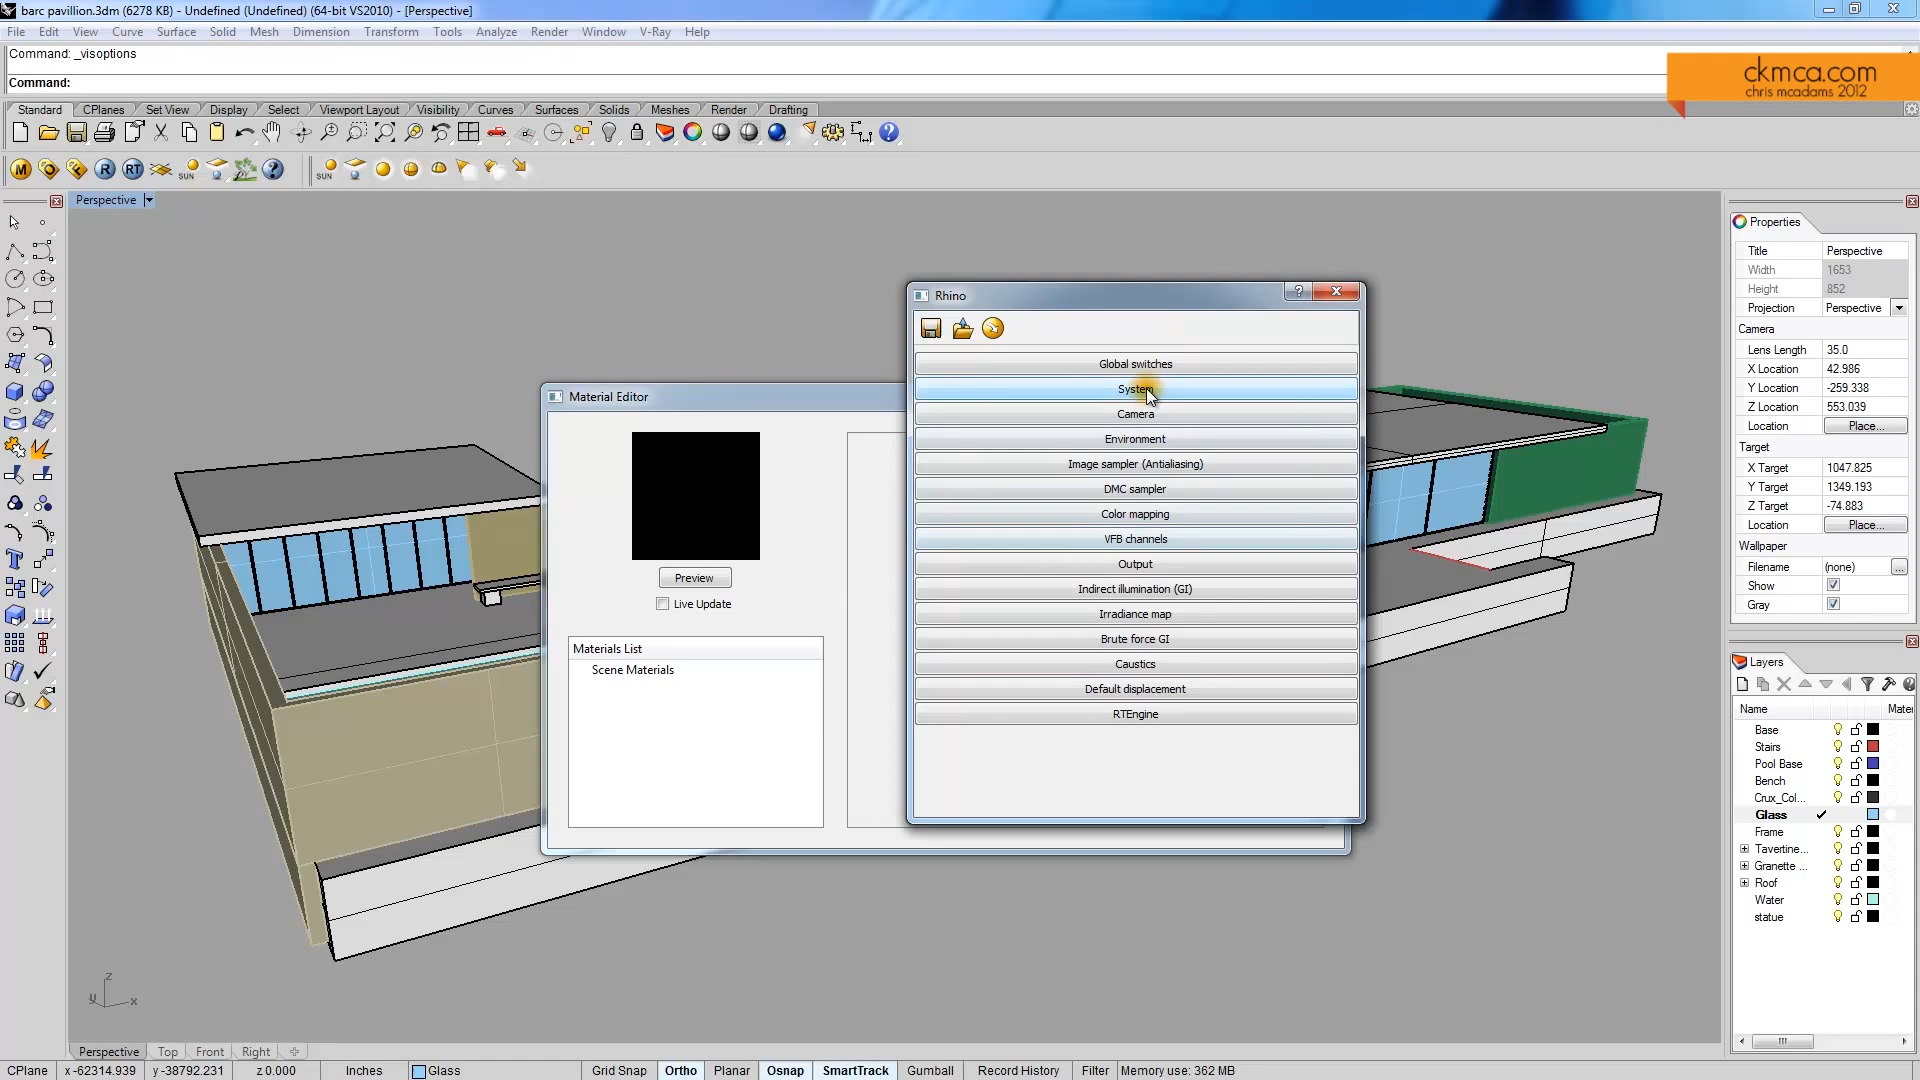 barc pavillion.3dm (6278 KB) - Undefined (Undefined) (64-bit VS2010) - [Perspective]
File Edit View Curve Surface Solid Mesh Dimension Transform Tools Analyze Render Window V-Ray Help
Command: _visoptions
Command:
ckmca.com
chris mcadams 2012
Standard CPlanes Set View Display Select Viewport Layout Visibility Curves Surfaces Solids Meshes Render Drafting
M O F R RT SUN SUN
Perspective
Rhino
Global switches
System
Camera
Environment
Image sampler (Antialiasing)
DMC sampler
Color mapping
VFB channels
Output
Indirect illumination (GI)
Irradiance map
Brute force GI
Caustics
Default displacement
RTEngine
Material Editor
Preview
Live Update
Materials List
Scene Materials
Properties
Title Perspective
Width 1653
Height 852
Projection Perspective
Camera
Lens Length 35.0
X Location 42.986
Y Location -259.338
Z Location 553.039
Location Place...
Target
X Target 1047.825
Y Target 1349.193
Z Target -74.883
Location Place...
Wallpaper
Filename (none) ...
Show
Gray
Layers
Name Mater
Base
Stairs
Pool Base
Bench
Crux_Col...
Glass
Frame
Tavertine...
Granette ...
Roof
Water
statue
z
y x
Perspective Top Front Right
CPlane x -62314.939 y -38792.231 z 0.000 Inches Glass Grid Snap Ortho Planar Osnap SmartTrack Gumball Record History Filter Memory use: 362 MB